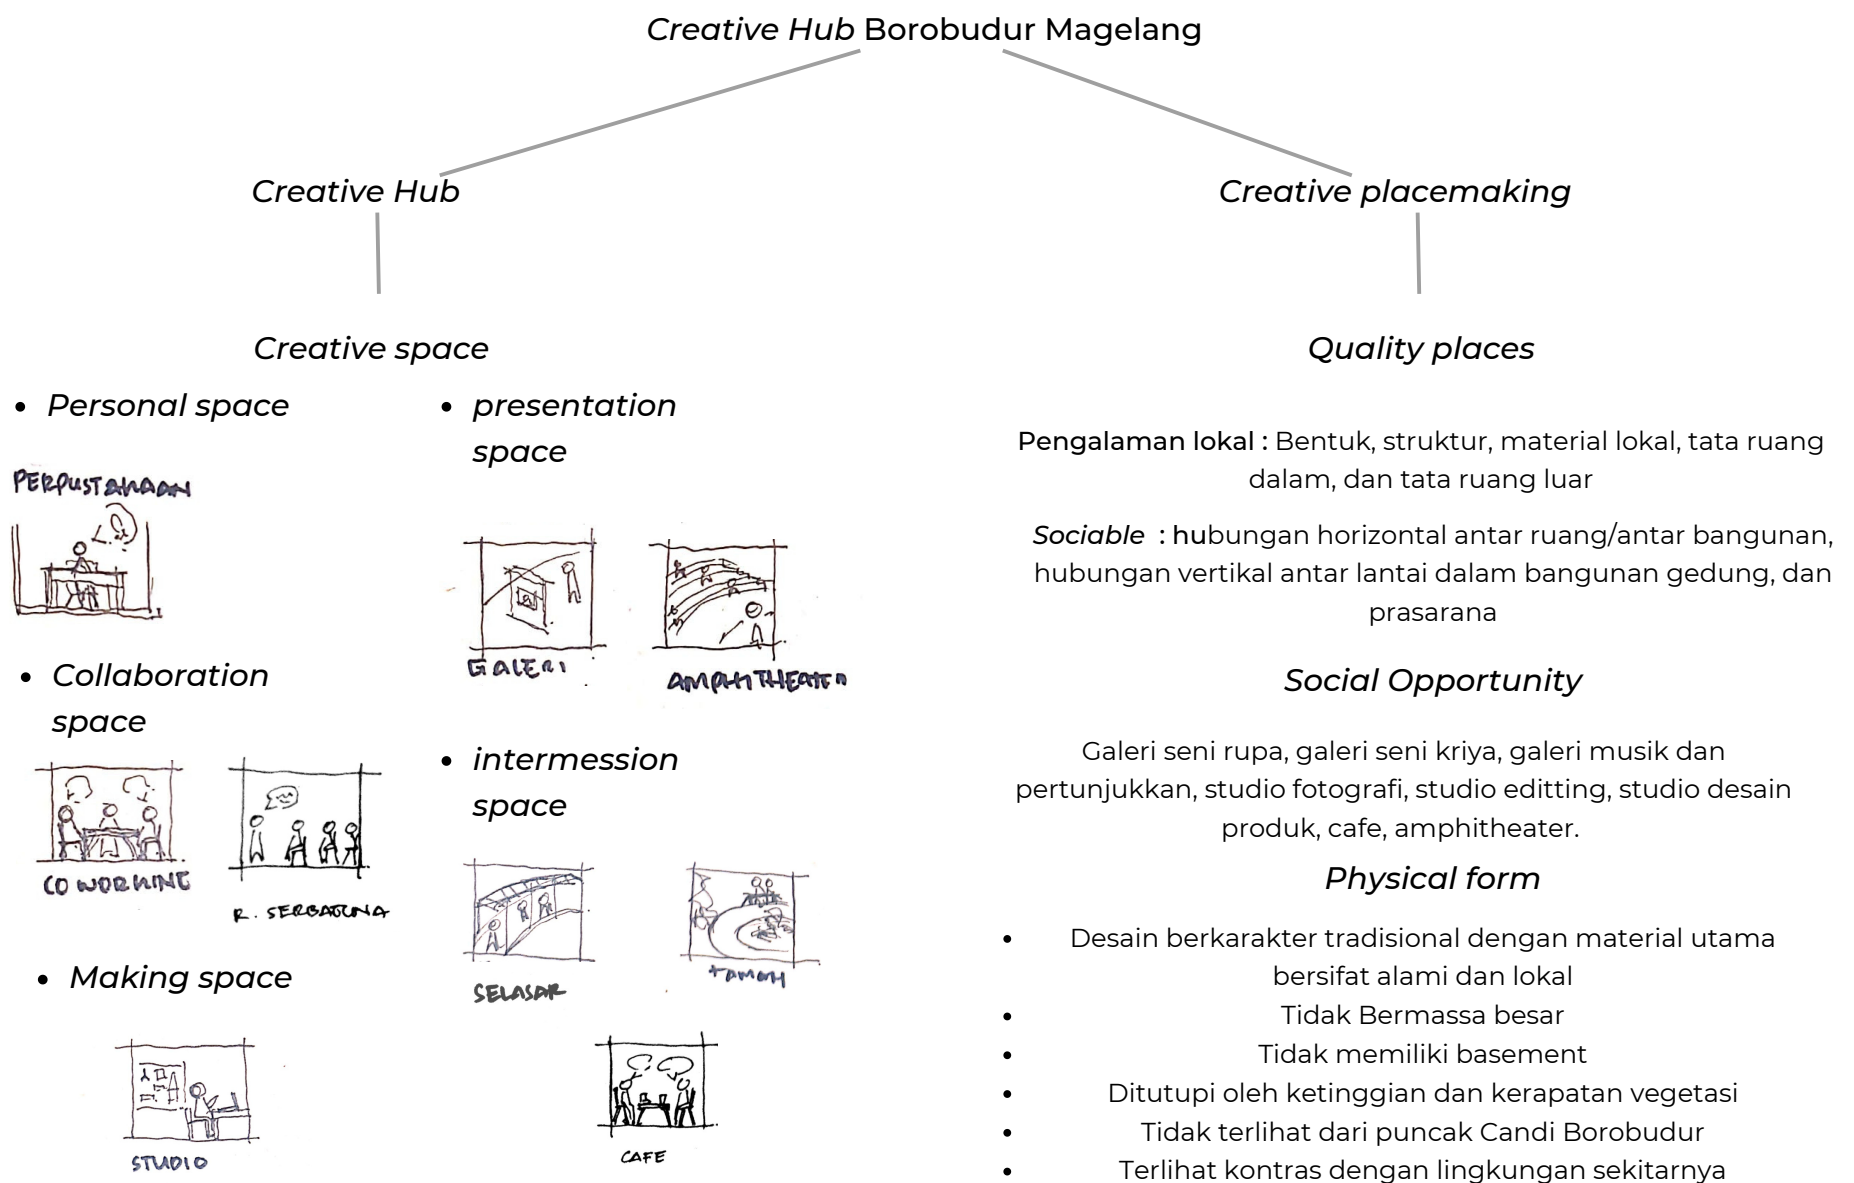 Creative Hub Borobudur Magelang
Creative Hub
Creative space
• Personal space
PERPUSTAKAAN
• Collaboration
space
CO WORKING
R. SERBAGUNA
• Making space
STUDIO
• presentation
space
GALERI
AMPHITHEATER
• intermession
space
SELASAR
TAMAN
CAFE
Creative placemaking
Quality places
Pengalaman lokal : Bentuk, struktur, material lokal, tata ruang
dalam, dan tata ruang luar
Sociable : hubungan horizontal antar ruang/antar bangunan,
hubungan vertikal antar lantai dalam bangunan gedung, dan
prasarana
Social Opportunity
Galeri seni rupa, galeri seni kriya, galeri musik dan
pertunjukkan, studio fotografi, studio editting, studio desain
produk, cafe, amphitheater.
Physical form
• Desain berkarakter tradisional dengan material utama
bersifat alami dan lokal
• Tidak Bermassa besar
• Tidak memiliki basement
• Ditutupi oleh ketinggian dan kerapatan vegetasi
• Tidak terlihat dari puncak Candi Borobudur
• Terlihat kontras dengan lingkungan sekitarnya